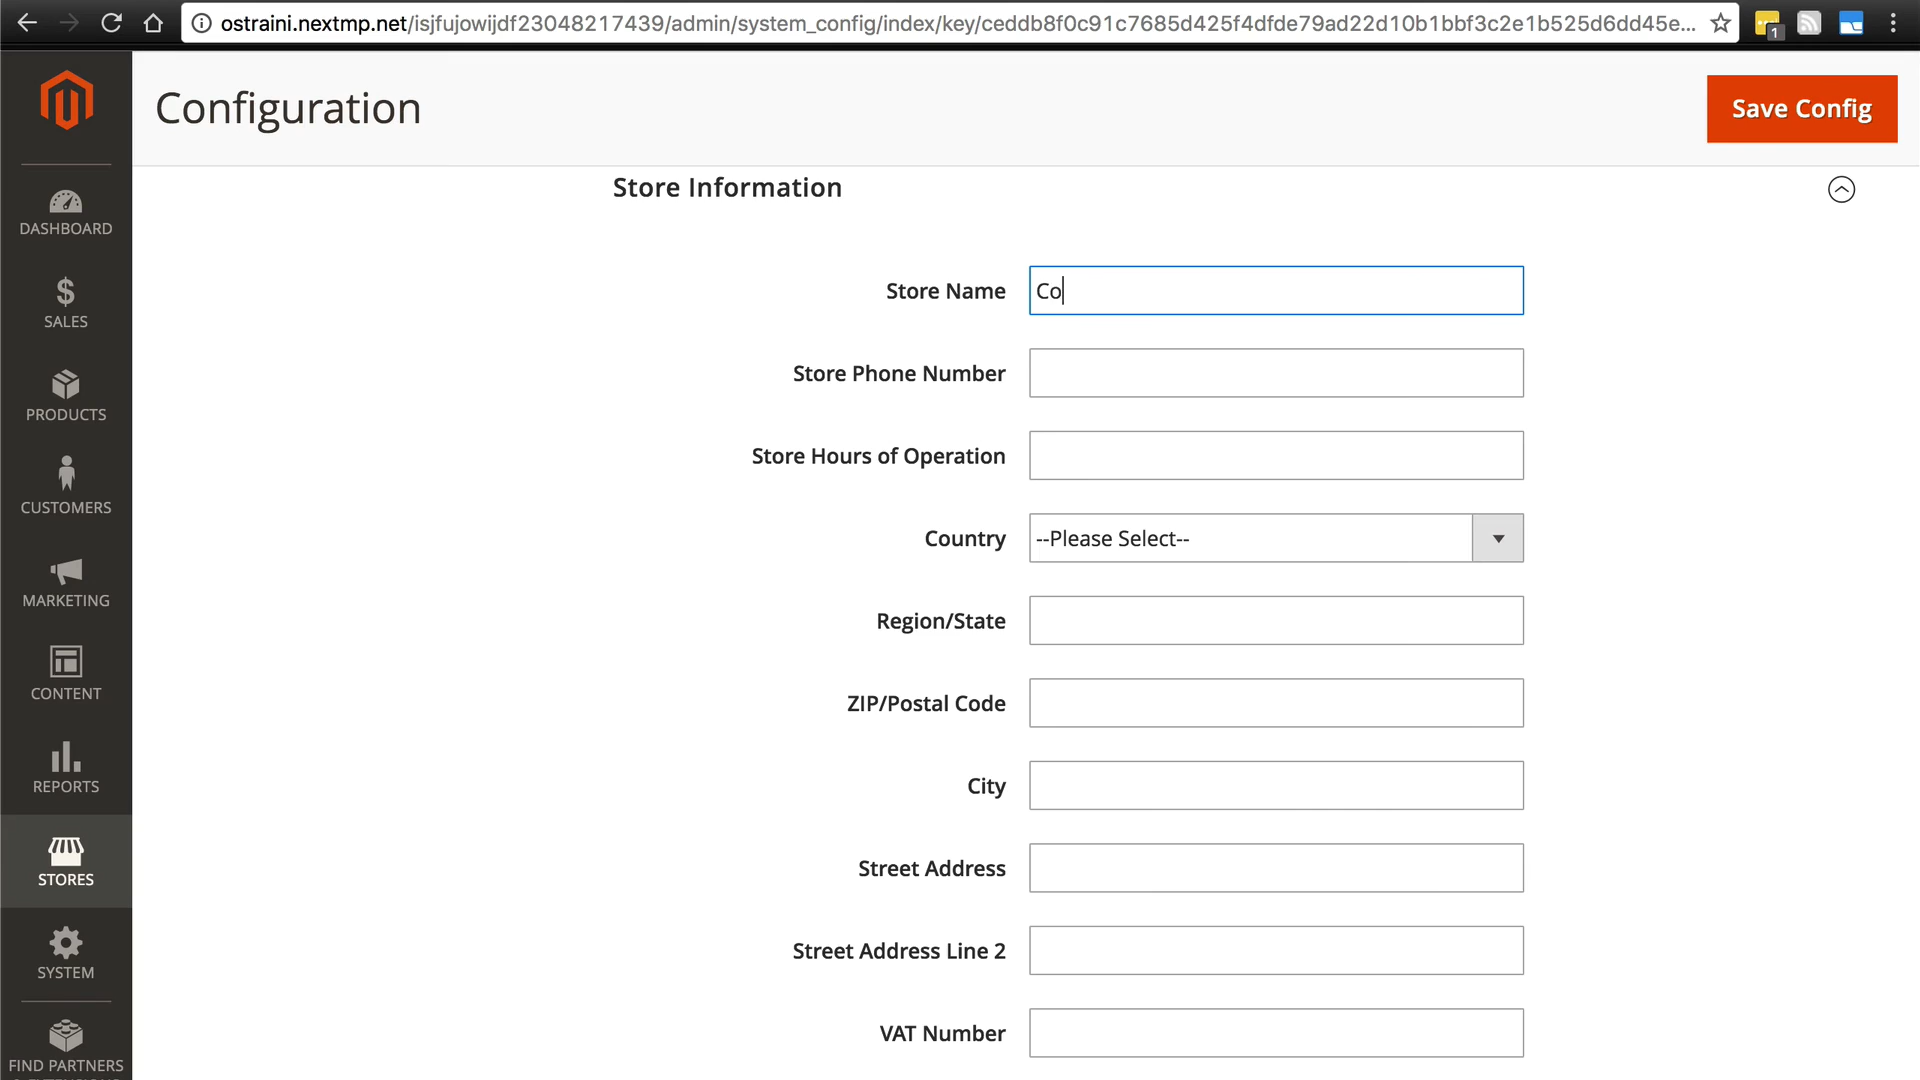 ostraini.nextmp.net/isjfujowijdf23048217439/admin/system_config/index/key/ceddb8f0c91c7685d425f4dfde79ad22d10b1bbf3c2e1b525d6dd45e...
1
Configuration
Save Config
DASHBOARD
SALES
PRODUCTS
CUSTOMERS
MARKETING
CONTENT
REPORTS
STORES
SYSTEM
FIND PARTNERS
& EXTENSIONS
Store Information
Store Name
Co
Store Phone Number
Store Hours of Operation
Country
--Please Select--
Region/State
ZIP/Postal Code
City
Street Address
Street Address Line 2
VAT Number